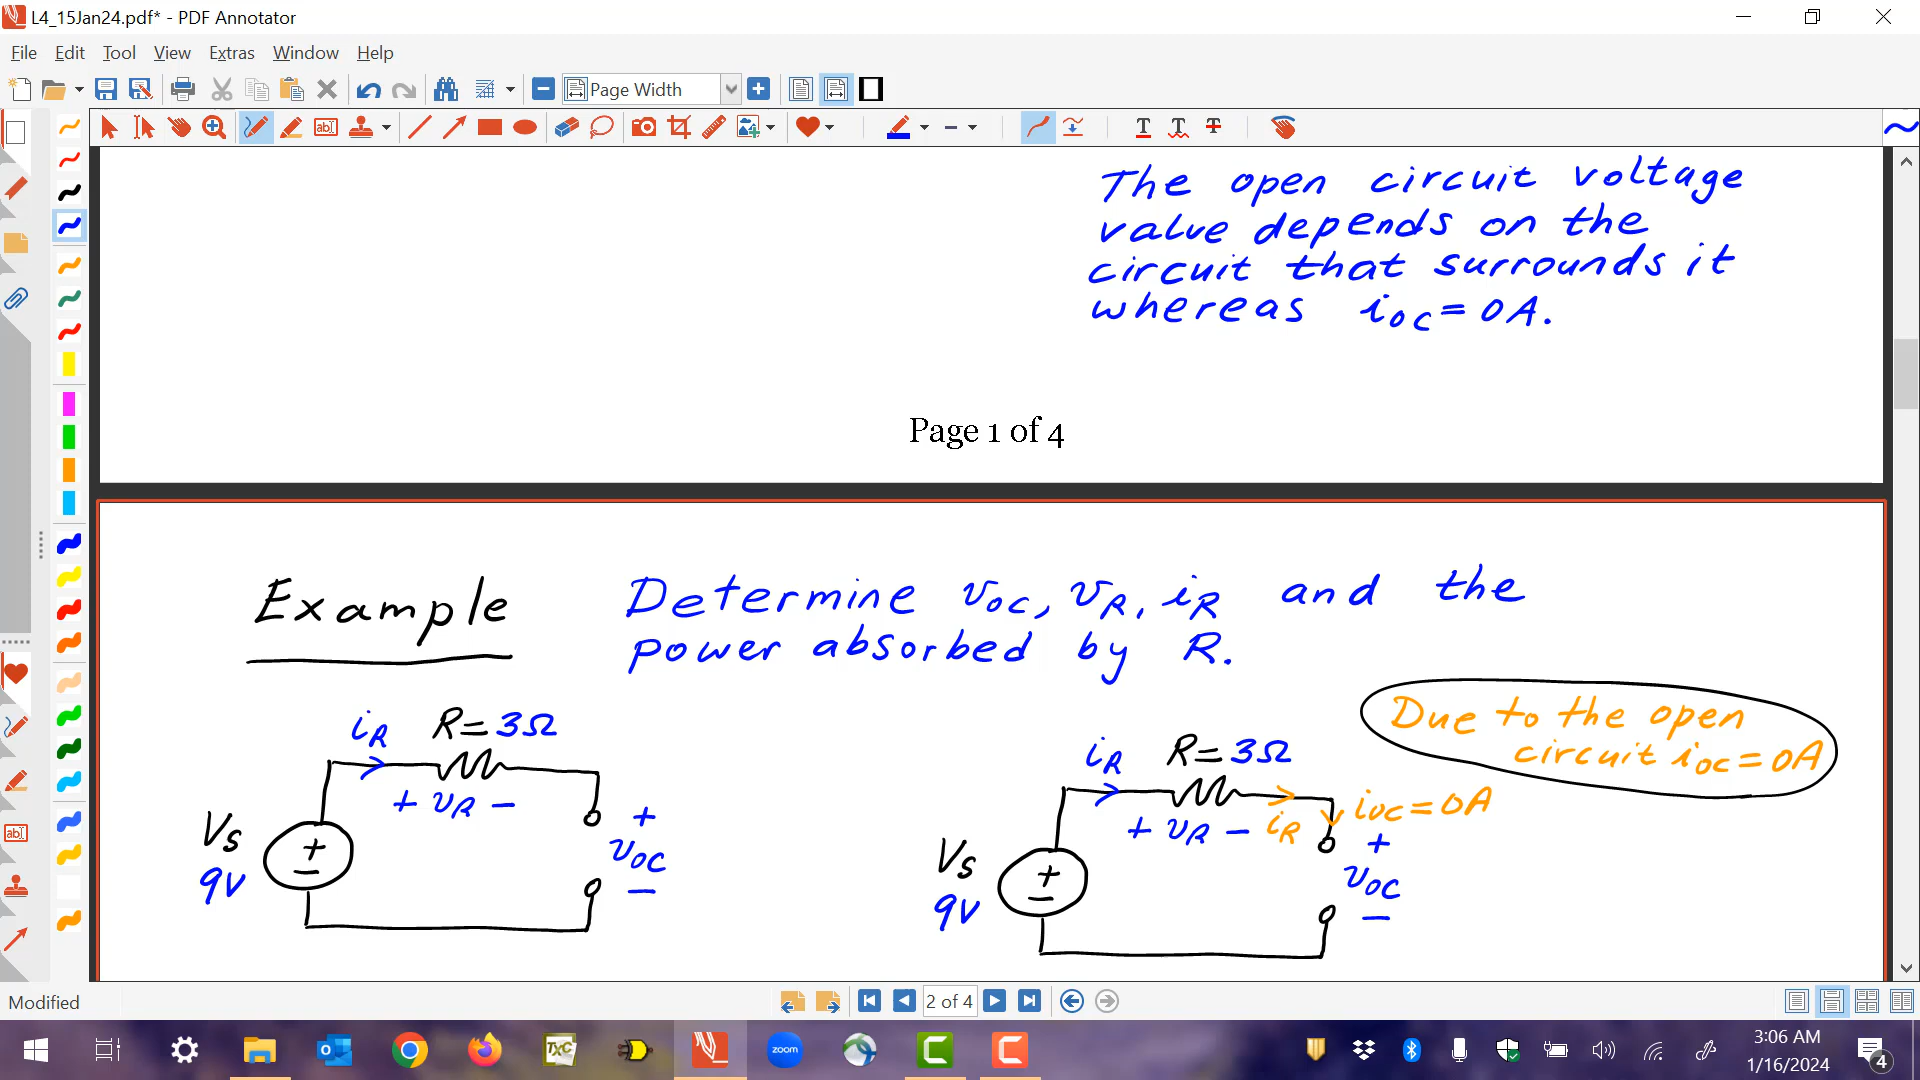 L4_15Jan24.pdf* - PDF Annotator
File Edit Tool View Extras Window Help
Page Width
The open circuit voltage
value depends on the
circuit that surrounds it
whereas ioc = 0A.
Page 1 of 4
Example
Determine voc, vR, iR and the
power absorbed by R.
iR R = 3Ω
+ vR -
Vs
9V
+
-
+
voc
-
Due to the open
circuit ioc = 0A
iR R = 3Ω
+ vR - iR
ioc = 0A
Vs
9V
+
-
+
voc
-
Modified
2 of 4
TXC
zoom
3:06 AM
1/16/2024
4